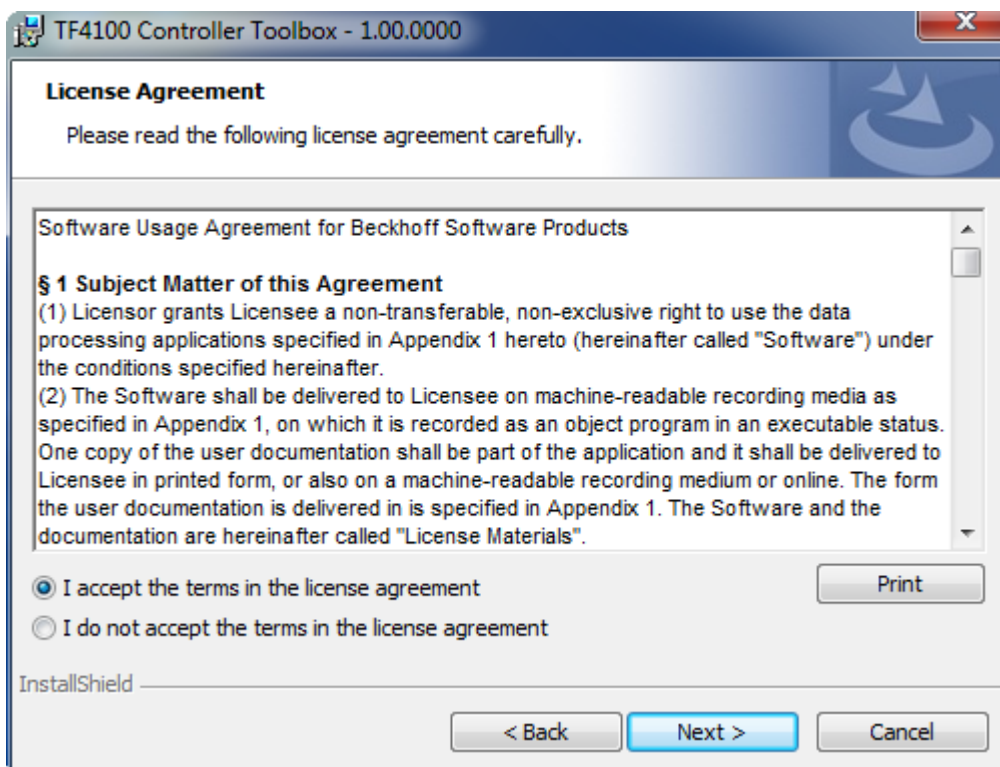 TF4100 Controller Toolbox - 1.00.0000
License Agreement
Please read the following license agreement carefully.
Software Usage Agreement for Beckhoff Software Products
§ 1 Subject Matter of this Agreement
(1) Licensor grants Licensee a non-transferable, non-exclusive right to use the data
processing applications specified in Appendix 1 hereto (hereinafter called "Software") under
the conditions specified hereinafter.
(2) The Software shall be delivered to Licensee on machine-readable recording media as
specified in Appendix 1, on which it is recorded as an object program in an executable status.
One copy of the user documentation shall be part of the application and it shall be delivered to
Licensee in printed form, or also on a machine-readable recording medium or online. The form
the user documentation is delivered in is specified in Appendix 1. The Software and the
documentation are hereinafter called "License Materials".
I accept the terms in the license agreement
Print
I do not accept the terms in the license agreement
InstallShield
< Back
Next >
Cancel